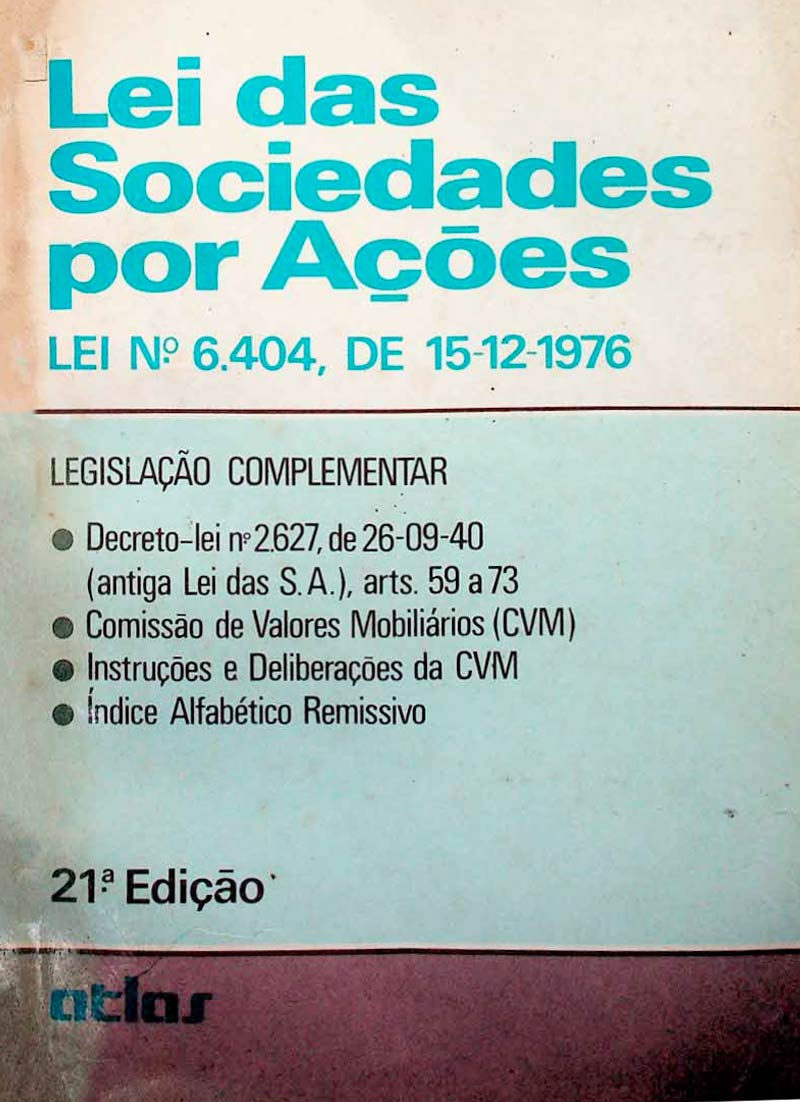 Lei das
Sociedades
por Ações
LEI Nº 6.404, DE 15-12-1976
LEGISLAÇÃO COMPLEMENTAR
● Decreto-lei nº 2.627, de 26-09-40
(antiga Lei das S.A.), arts. 59 a 73
● Comissão de Valores Mobiliários (CVM)
● Instruções e Deliberações da CVM
● Índice Alfabético Remissivo
21ª Edição
atlas